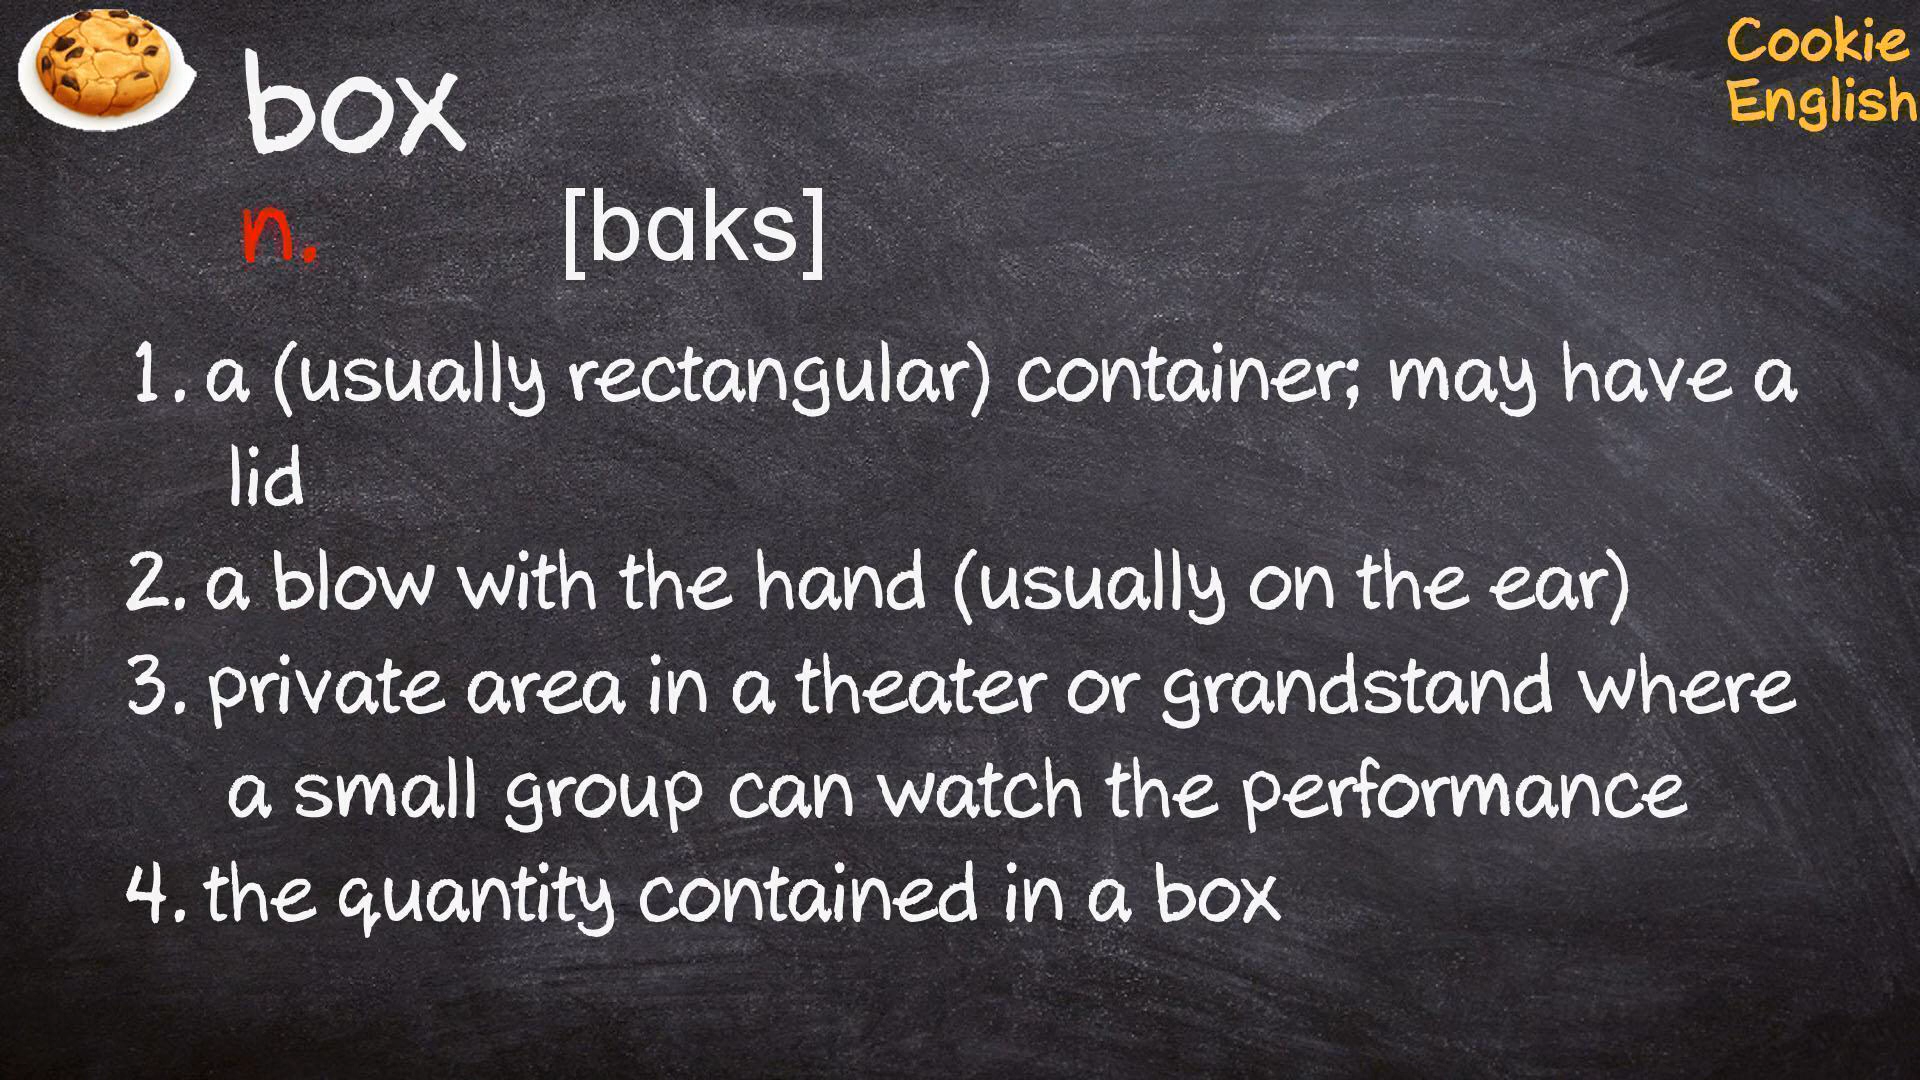 box
Cookie
English
n. [bɑks]
1. a (usually rectangular) container; may have a
lid
2. a blow with the hand (usually on the ear)
3. private area in a theater or grandstand where
a small group can watch the performance
4. the quantity contained in a box